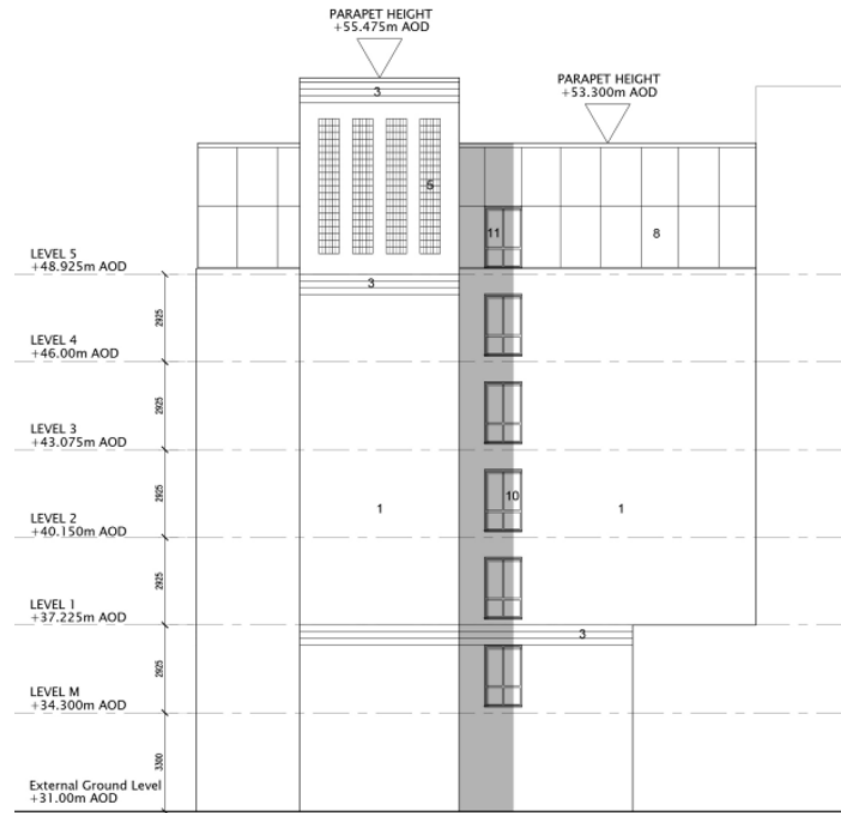 PARAPET HEIGHT
+55.475m AOD
PARAPET HEIGHT
+53.300m AOD
3
5
11
8
LEVEL 5
+48.925m AOD
3
2925
LEVEL 4
+46.00m AOD
2925
LEVEL 3
+43.075m AOD
2925
10
1
1
LEVEL 2
+40.150m AOD
2925
LEVEL 1
+37.225m AOD
3
2925
LEVEL M
+34.300m AOD
3300
External Ground Level
+31.00m AOD